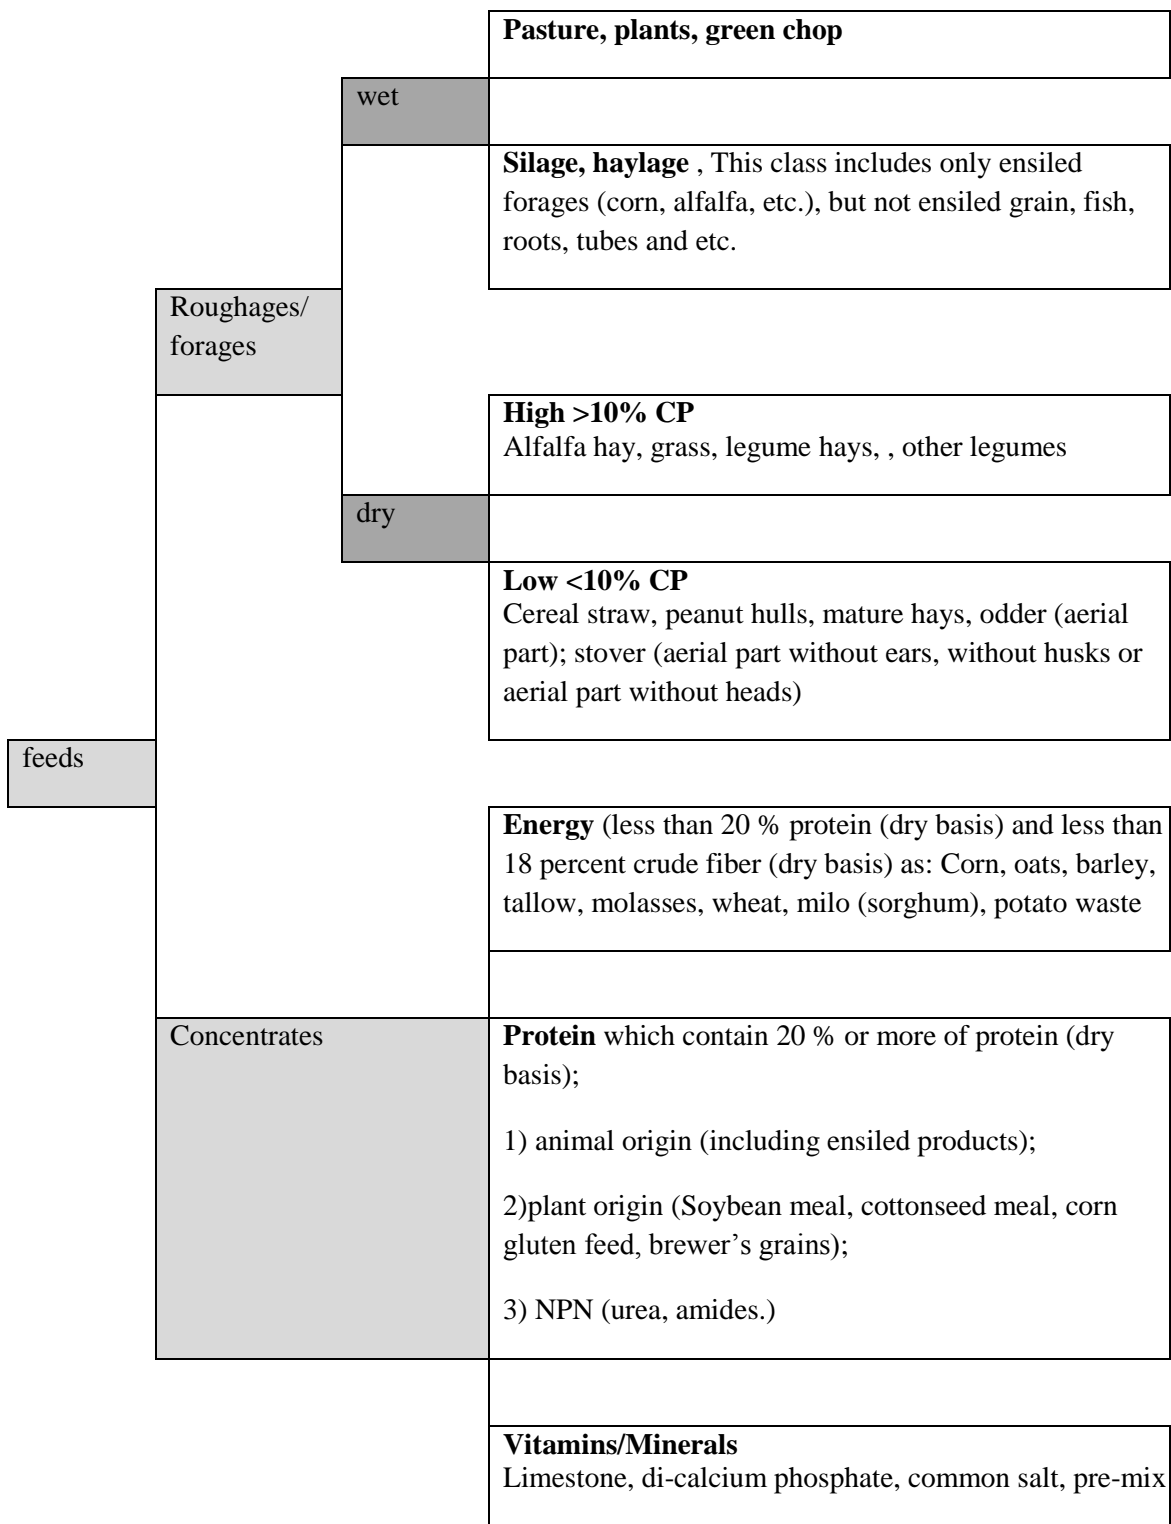 Pasture, plants, green chop
wet
Silage, haylage , This class includes only ensiled
forages (corn, alfalfa, etc.), but not ensiled grain, fish,
roots, tubes and etc.
Roughages/
forages
High >10% CP
Alfalfa hay, grass, legume hays, , other legumes
dry
Low <10% CP
Cereal straw, peanut hulls, mature hays, odder (aerial
part); stover (aerial part without ears, without husks or
aerial part without heads)
feeds
Energy (less than 20 % protein (dry basis) and less than
18 percent crude fiber (dry basis) as: Corn, oats, barley,
tallow, molasses, wheat, milo (sorghum), potato waste
Concentrates
Protein which contain 20 % or more of protein (dry
basis);
1) animal origin (including ensiled products);
2)plant origin (Soybean meal, cottonseed meal, corn
gluten feed, brewer’s grains);
3) NPN (urea, amides.)
Vitamins/Minerals
Limestone, di-calcium phosphate, common salt, pre-mix